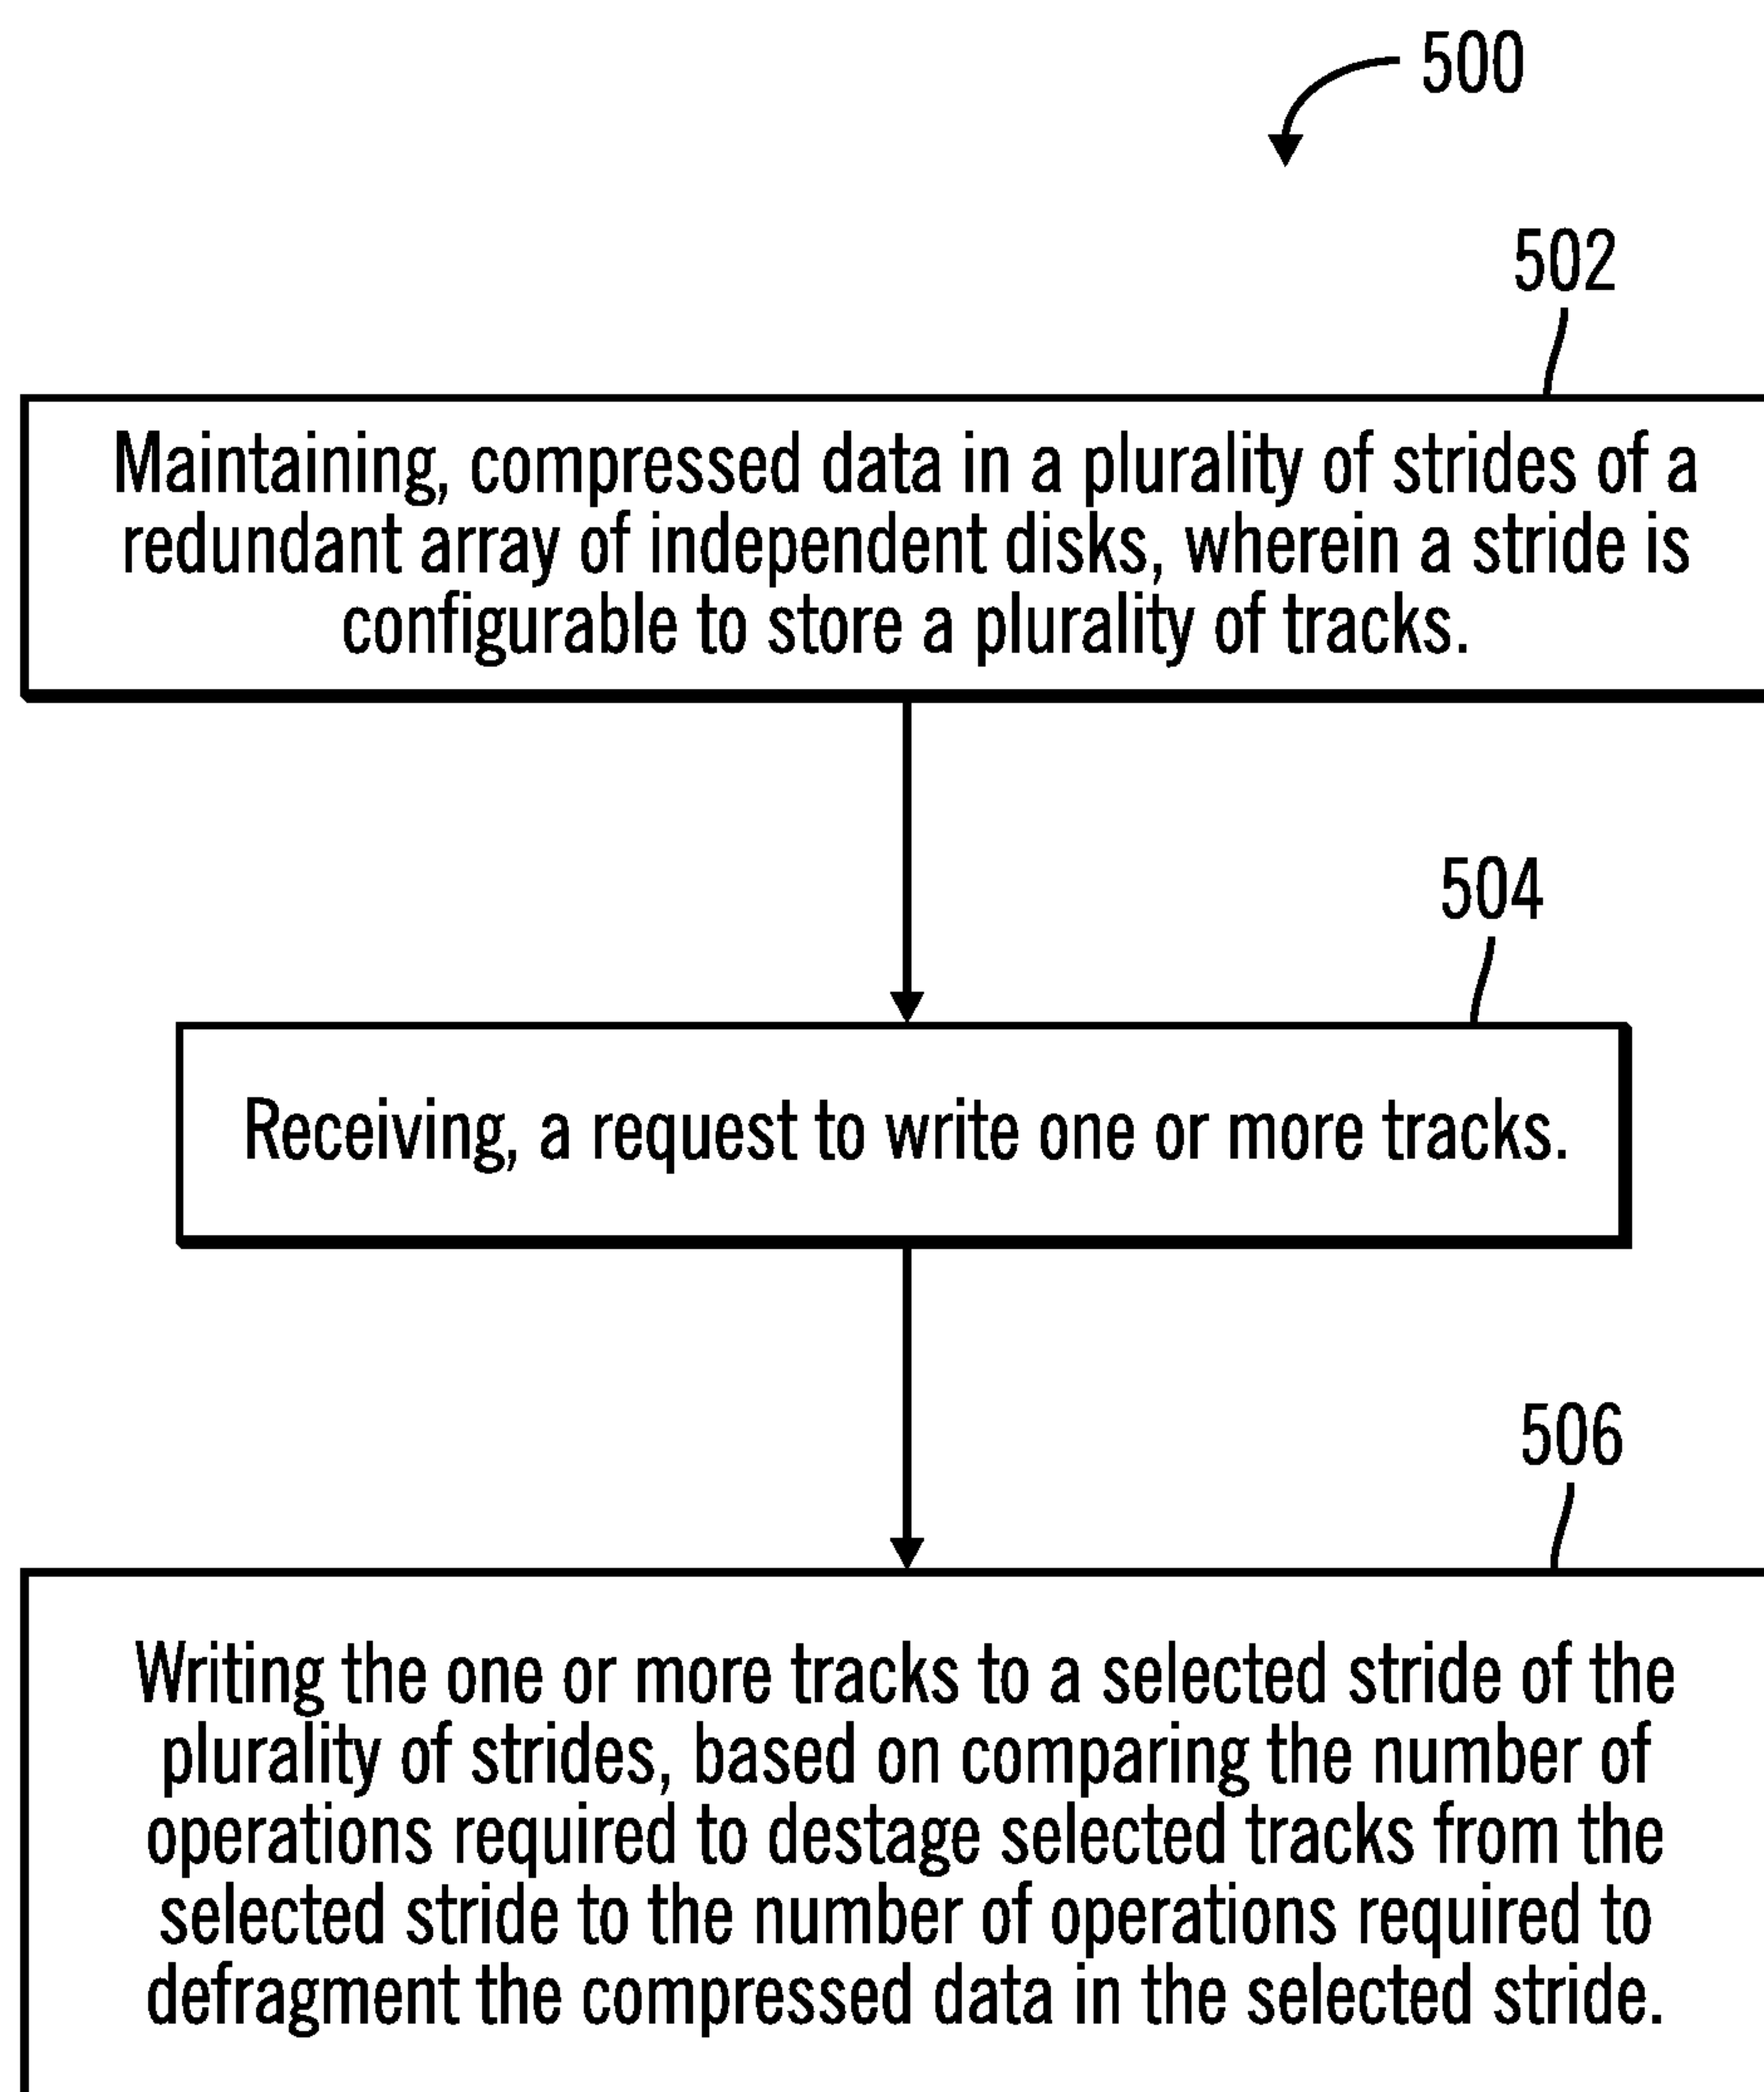 500
502
Maintaining, compressed data in a plurality of strides of a
redundant array of independent disks, wherein a stride is
configurable to store a plurality of tracks.
504
Receiving, a request to write one or more tracks.
506
Writing the one or more tracks to a selected stride of the
plurality of strides, based on comparing the number of
operations required to destage selected tracks from the
selected stride to the number of operations required to
defragment the compressed data in the selected stride.